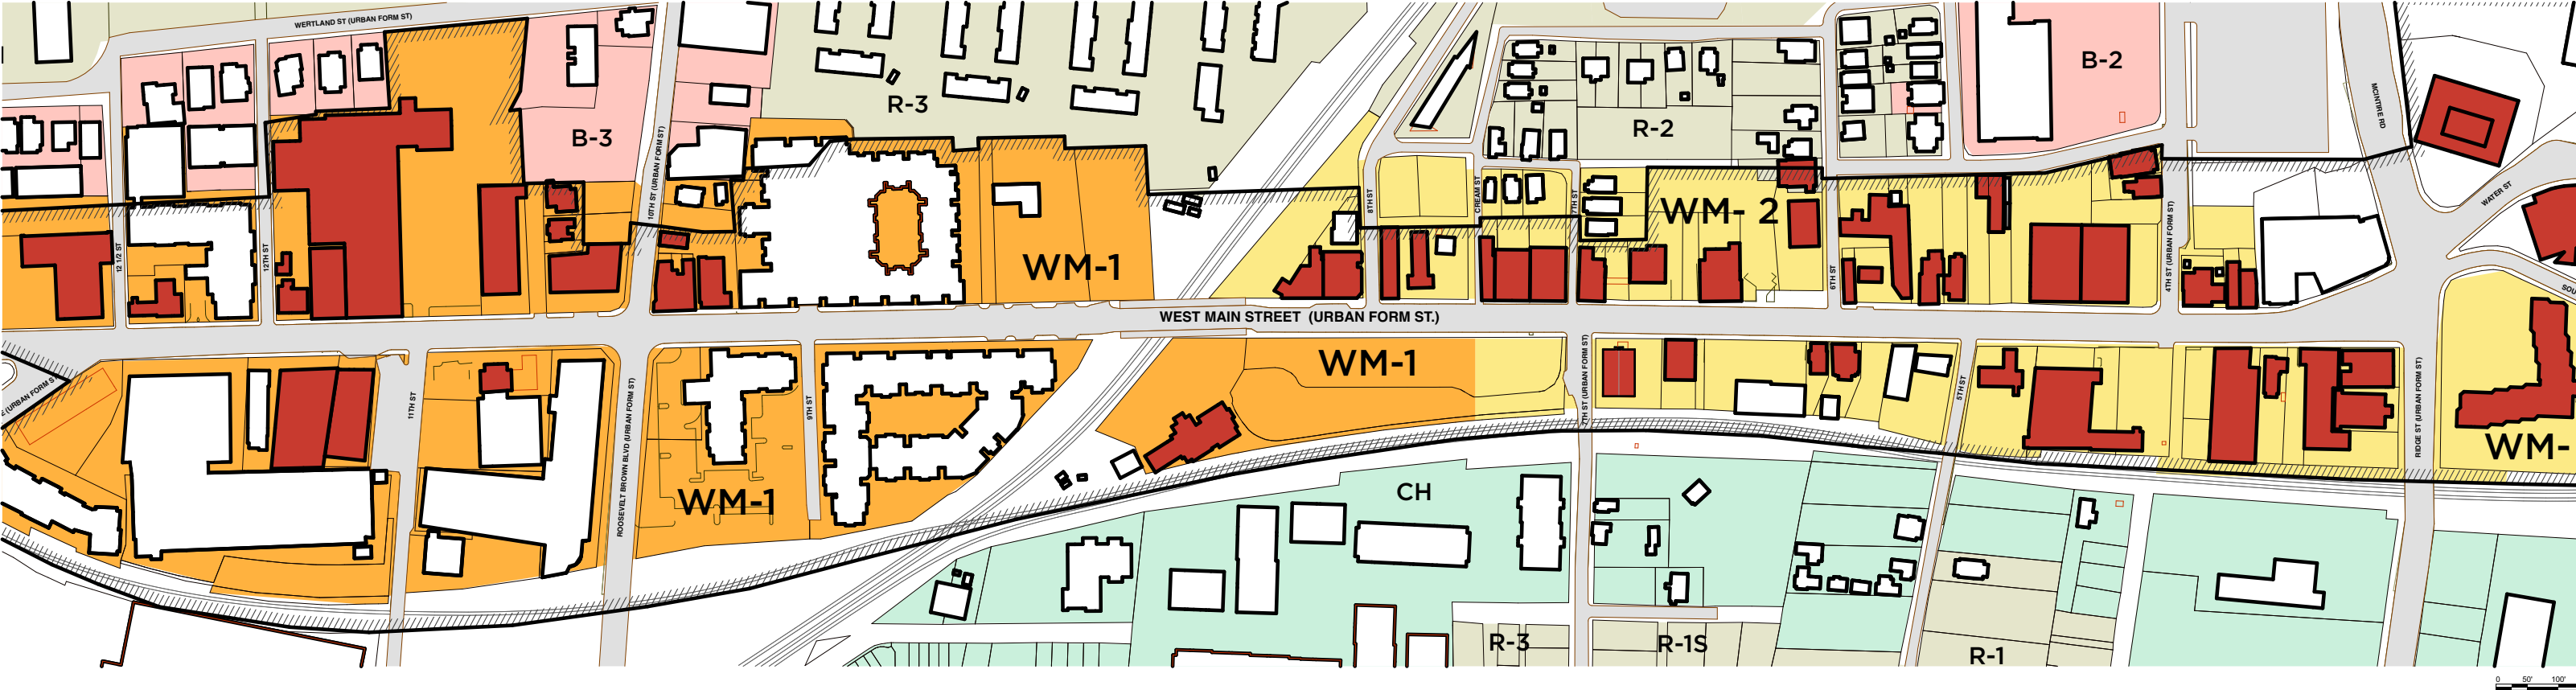 WERTLAND ST (URBAN FORM ST)
B-3
10TH ST (URBAN FORM ST)
R-3
R-2
B-2
MCINTIRE RD
WATER ST
12 1/2 ST
12TH ST
WM-1
8TH ST
CREAM ST
7TH ST
WM- 2
6TH ST
4TH ST (URBAN FORM ST)
SOU
WEST MAIN STREET (URBAN FORM ST.)
E (URBAN FORM S
11TH ST
ROOSEVELT BROWN BLVD (URBAN FORM ST)
WM-1
9TH ST
WM-1
7TH ST (URBAN FORM ST)
5TH ST
RIDGE ST (URBAN FORM ST)
WM-
CH
R-3
R-1S
R-1
0 50' 100'